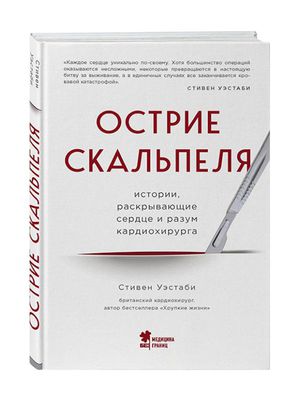 «Каждое сердце уникально по-своему. Хотя большинство операций
оказываются несложными, некоторые превращаются в настоящую
битву за выживание, а в единичных случаях все заканчивается кро-
вавой катастрофой».
СТИВЕН УЭСТАБИ
ОСТРИЕ
СКАЛЬПЕЛЯ
истории,
раскрывающие
сердце и разум
кардиохирурга
Стивен Уэстаби
британский кардиохирург,
автор бестселлера «Хрупкие жизни»
МЕДИЦИНА
БЕЗ ГРАНИЦ
Стивен
Уэстаби
ОСТРИЕ СКАЛЬПЕЛЯ